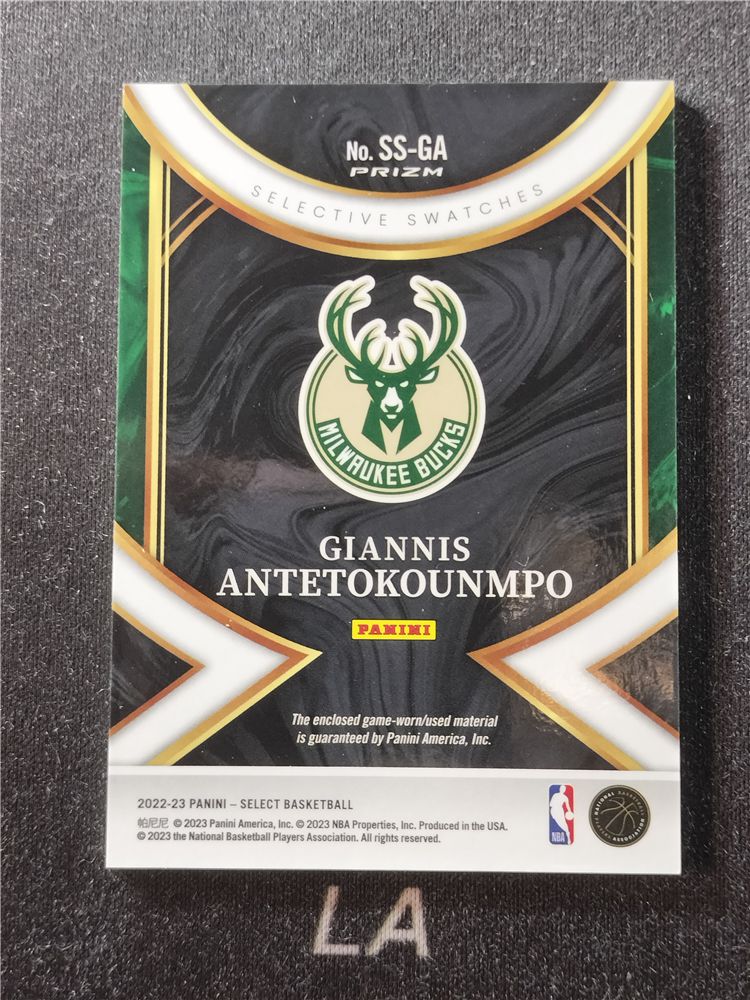 No. SS-GA
PRIZM
SELECTIVE SWATCHES
MILWAUKEE BUCKS
GIANNIS
ANTETOKOUNMPO
PANINI
The enclosed game-worn/used material
is guaranteed by Panini America, Inc.
2022-23 PANINI – SELECT BASKETBALL
帕尼尼 © 2023 Panini America, Inc. © 2023 NBA Properties, Inc. Produced in the USA.
© 2023 the National Basketball Players Association. All rights reserved.
NBA
NATIONAL BASKETBALL
LA